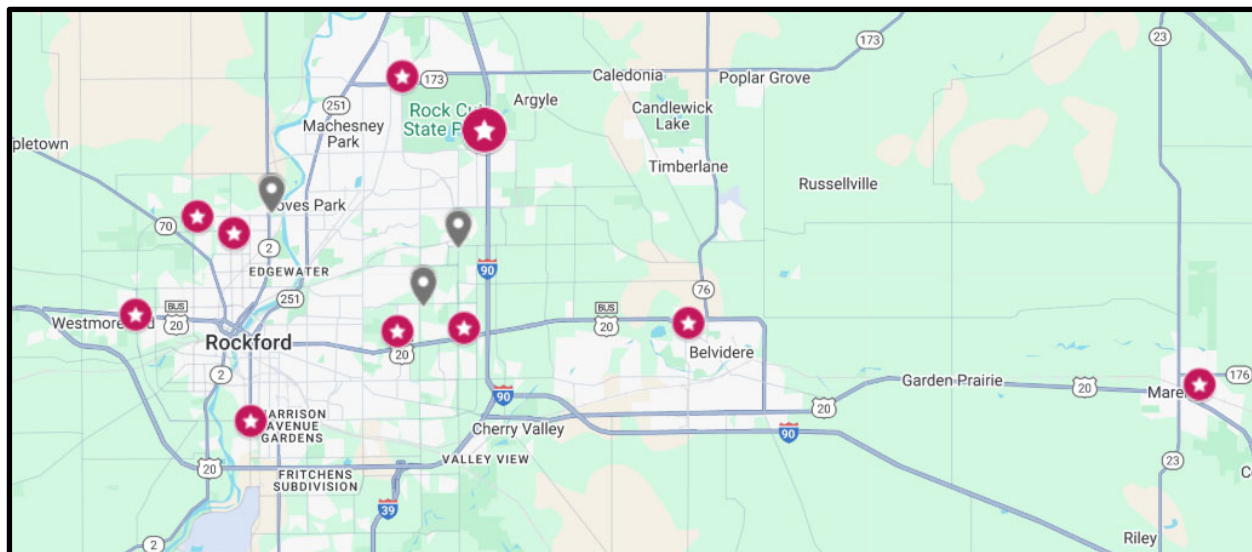 23
173
173
Caledonia
Poplar Grove
Rock Cu
State P
Argyle
251
Machesney
Park
Candlewick
Lake
pletown
Timberlane
Russellville
oves Park
70
2
EDGEWATER
90
76
251
BUS
20
Westmore d
BUS
20
Rockford
20
Belvidere
2
Garden Prairie
20
176
Mare
90
20
ARRISON
AVENUE
GARDENS
Cherry Valley
90
VALLEY VIEW
20
FRITCHENS
SUBDIVISION
23
C
39
2
Riley